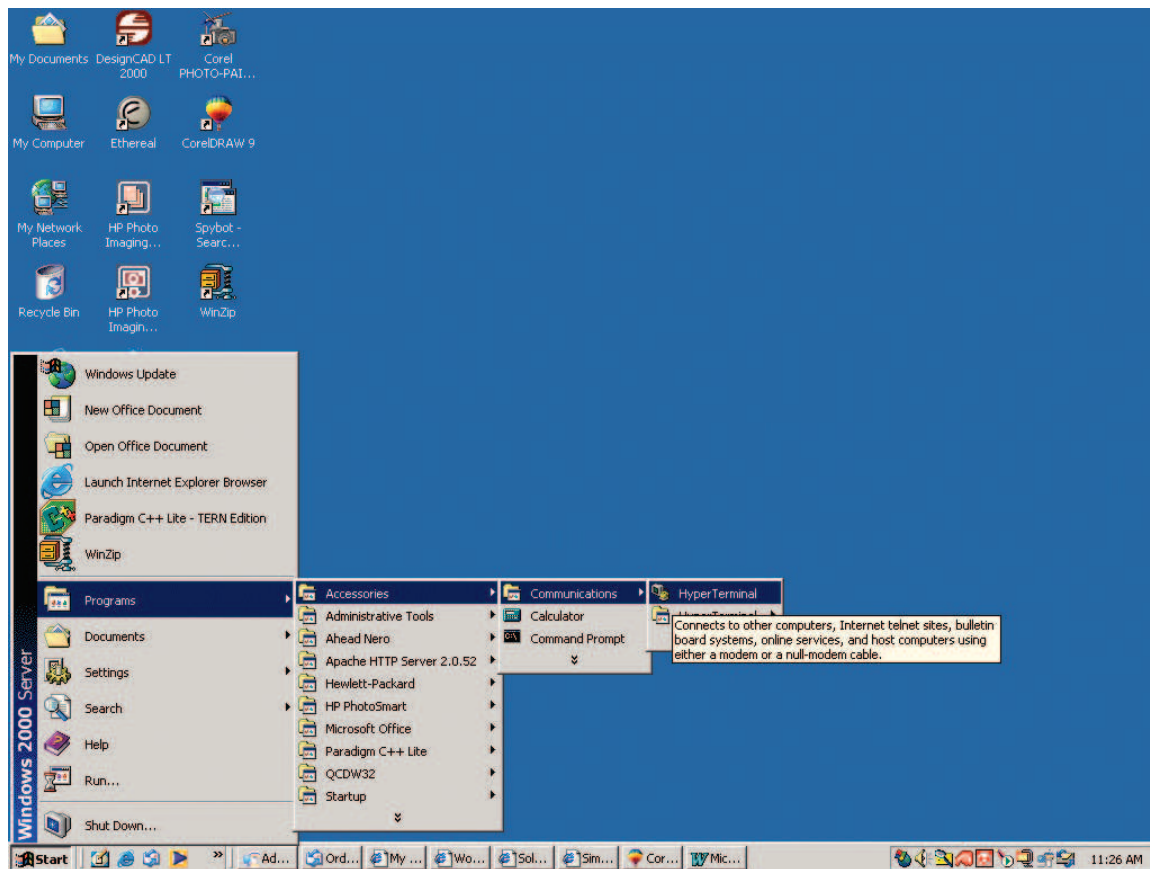 My Documents
DesignCAD LT
2000
Corel
PHOTO-PAI...
My Computer
Ethereal
CorelDRAW 9
My Network
Places
HP Photo
Imaging...
Spybot -
Searc...
Recycle Bin
HP Photo
Imagin...
WinZip
Windows 2000 Server
Windows Update
New Office Document
Open Office Document
Launch Internet Explorer Browser
Paradigm C++ Lite - TERN Edition
WinZip
Programs
Documents
Settings
Search
Help
Run...
Shut Down...
Accessories
Administrative Tools
Ahead Nero
Apache HTTP Server 2.0.52
Hewlett-Packard
HP PhotoSmart
Microsoft Office
Paradigm C++ Lite
QCDW32
Startup
Communications
Calculator
Command Prompt
HyperTerminal
HyperTerminal
Connects to other computers, Internet telnet sites, bulletin
board systems, online services, and host computers using
either a modem or a null-modem cable.
Start
Ad...
Ord...
My ...
Wo...
Sol...
Sim...
Cor...
Mic...
11:26 AM